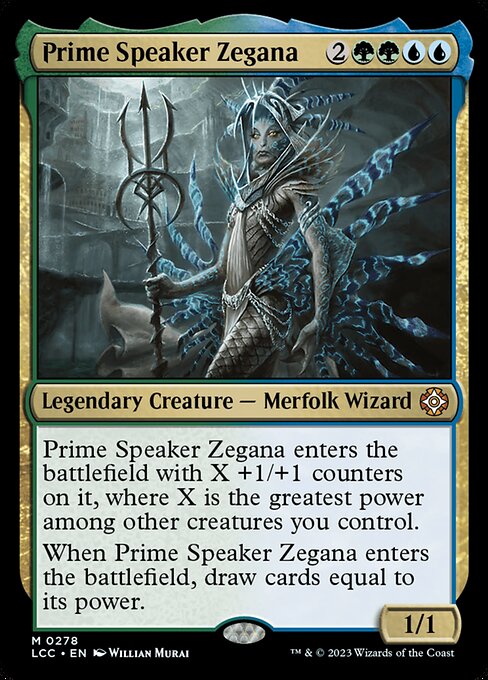 Prime Speaker Zegana 2
Legendary Creature — Merfolk Wizard
Prime Speaker Zegana enters the
battlefield with X +1/+1 counters
on it, where X is the greatest power
among other creatures you control.
When Prime Speaker Zegana enters
the battlefield, draw cards equal to
its power.
1/1
M 0278
LCC • EN Willian Murai
™ & © 2023 Wizards of the Coast